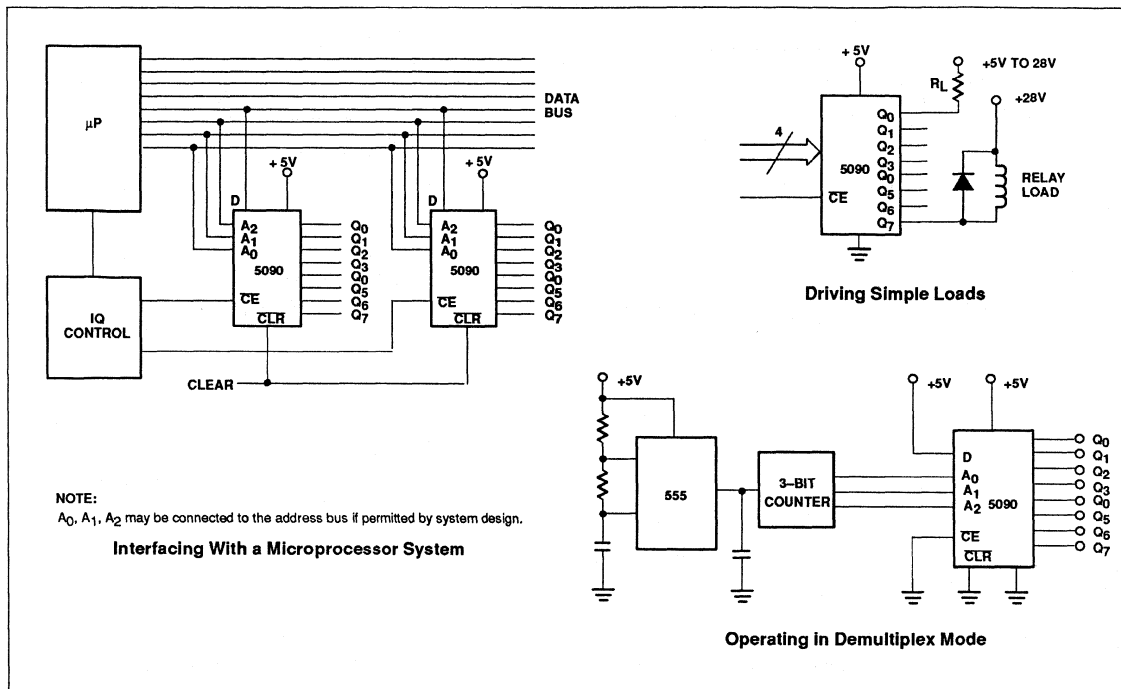 μP
DATA
BUS
+ 5V
D
A2
A1
A0
5090
CE
CLR
Q0
Q1
Q2
Q3
Q0
Q5
Q6
Q7
+ 5V
D
A2
A1
A0
5090
CE
CLR
Q0
Q1
Q2
Q3
Q0
Q5
Q6
Q7
IQ
CONTROL
CLEAR
NOTE:
A0, A1, A2 may be connected to the address bus if permitted by system design.
Interfacing With a Microprocessor System
+ 5V
+5V TO 28V
RL
+28V
4
5090
CE
Q0
Q1
Q2
Q3
Q0
Q5
Q6
Q7
RELAY
LOAD
Driving Simple Loads
+5V
555
3–BIT
COUNTER
+5V
+5V
D
A0
A1
A2
5090
CE
CLR
Q0
Q1
Q2
Q3
Q0
Q5
Q6
Q7
Operating in Demultiplex Mode